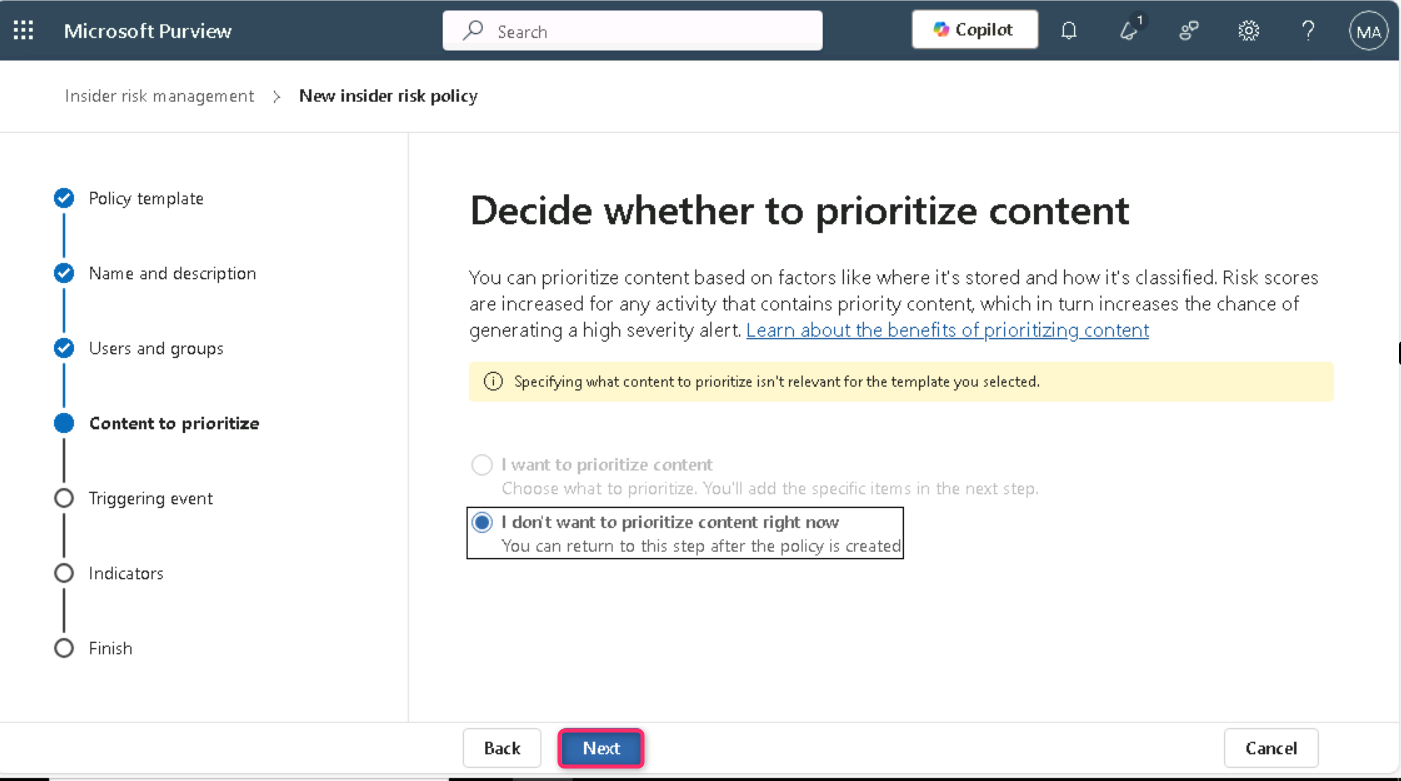 Microsoft Purview
Search
Copilot
1
MA
Insider risk management > New insider risk policy
Policy template
Name and description
Users and groups
Content to prioritize
Triggering event
Indicators
Finish
Decide whether to prioritize content
You can prioritize content based on factors like where it's stored and how it's classified. Risk scores
are increased for any activity that contains priority content, which in turn increases the chance of
generating a high severity alert. Learn about the benefits of prioritizing content
Specifying what content to prioritize isn't relevant for the template you selected.
I want to prioritize content
Choose what to prioritize. You'll add the specific items in the next step.
I don't want to prioritize content right now
You can return to this step after the policy is created
Back
Next
Cancel